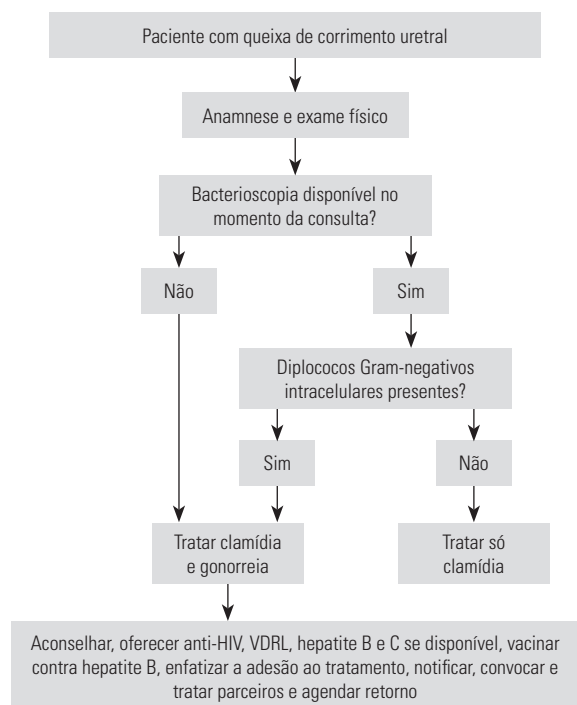 Paciente com queixa de corrimento uretral
Anamnese e exame físico
Bacterioscopia disponível no
momento da consulta?
Não
Sim
Diplococos Gram-negativos
intracelulares presentes?
Sim
Não
Tratar clamídia
e gonorreia
Tratar só
clamídia
Aconselhar, oferecer anti-HIV, VDRL, hepatite B e C se disponível, vacinar
contra hepatite B, enfatizar a adesão ao tratamento, notificar, convocar e
tratar parceiros e agendar retorno